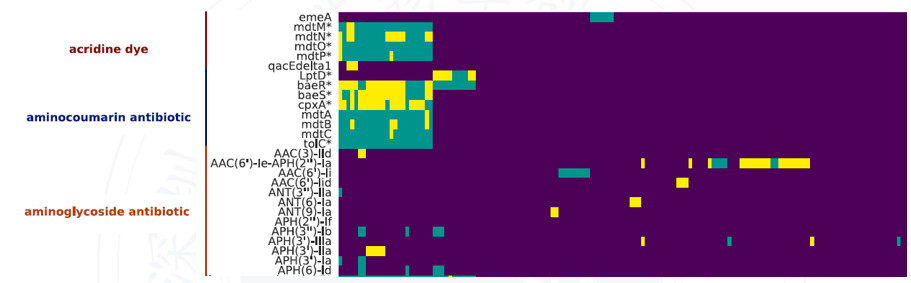 acridine dye
aminocoumarin antibiotic
aminoglycoside antibiotic
emeA
mdtM*
mdtN*
mdtO*
mdtP*
qacEdelta1
LptD*
baeR*
baeS*
cpxA*
mdtA
mdtB
mdtC
tolC*
AAC(3)-IId
AAC(6')-Ie-APH(2'')-Ia
AAC(6')-Ii
AAC(6')-Iid
ANT(3'')-IIa
ANT(6)-Ia
ANT(9)-Ia
APH(2'')-If
APH(3'')-Ib
APH(3')-IIIa
APH(3')-IIa
APH(3')-Ia
APH(6)-Id